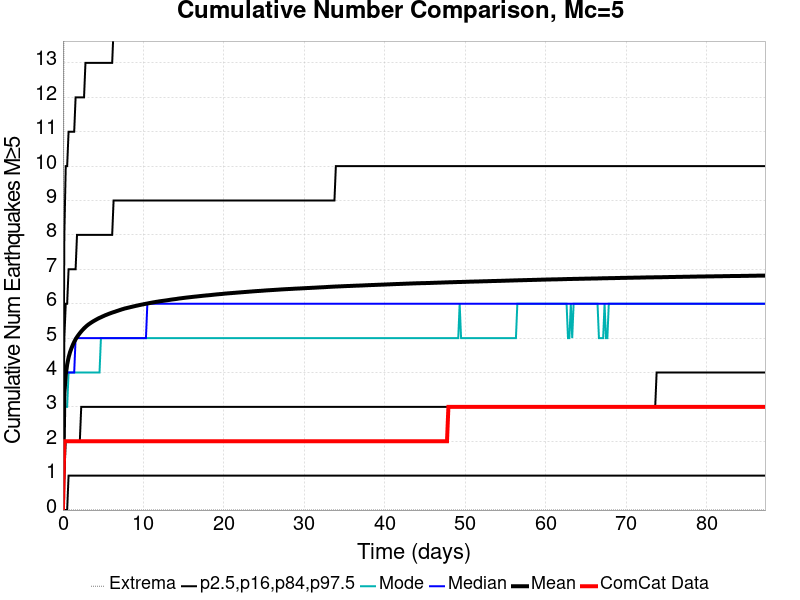 Cumulative Number Comparison, Mc=5
Cumulative Num Earthquakes M≥5
13
12
11
10
9
8
7
6
5
4
3
2
1
0
0 10 20 30 40 50 60 70 80
Time (days)
Extrema p2.5,p16,p84,p97.5 Mode Median Mean ComCat Data